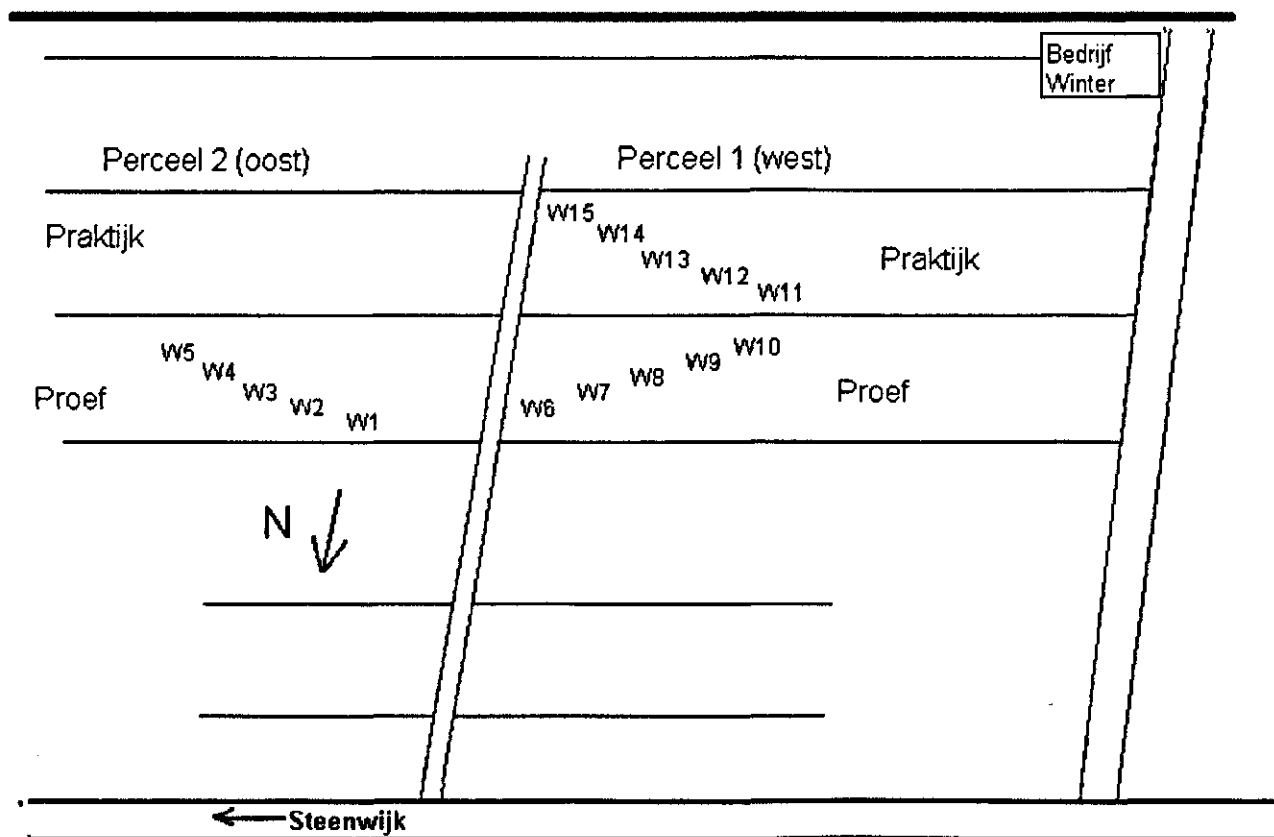 Bedrijf
Winter
Perceel 2 (oost)
Perceel 1 (west)
Praktijk
W15
W14
W13
W12
W11
Praktijk
Proef
W5
W4
W3
W2
W1
W6
W7
W8
W9
W10
Proef
N
Steenwijk